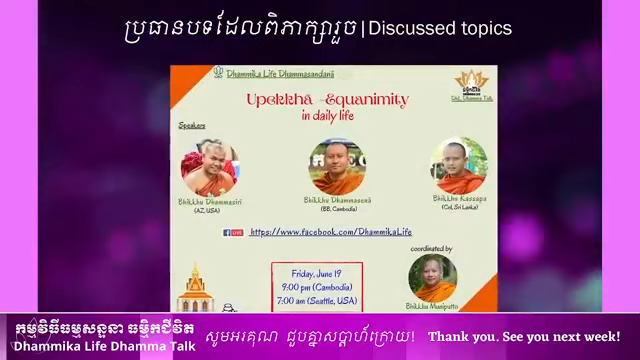 ប្រធានបទដែលពិភាក្សារួច|Discussed topics
Dhammika Life Dhammasandanā
DhL Dhamma Talk
Upekkhā -Equanimity
in daily life
Speakers
Bhikkhu Dhammasiri
(AZ, USA)
Bhikkhu Dhammasenā
(BB, Cambodia)
Bhikkhu Kassapa
(Col, Sri Lanka)
LIVE https://www.facebook.com/DhammikaLife
coordinated by
Friday, June 19
9:00 pm (Cambodia)
7:00 am (Seattle, USA)
Bhikkhu Munipatto
កម្មវិធីធម្មសន្ទនា ធម្មិកជីវិត
Dhammika Life Dhamma Talk
សូមអរគុណ ជួបគ្នាសប្តាហ៍ក្រោយ!
Thank you. See you next week!